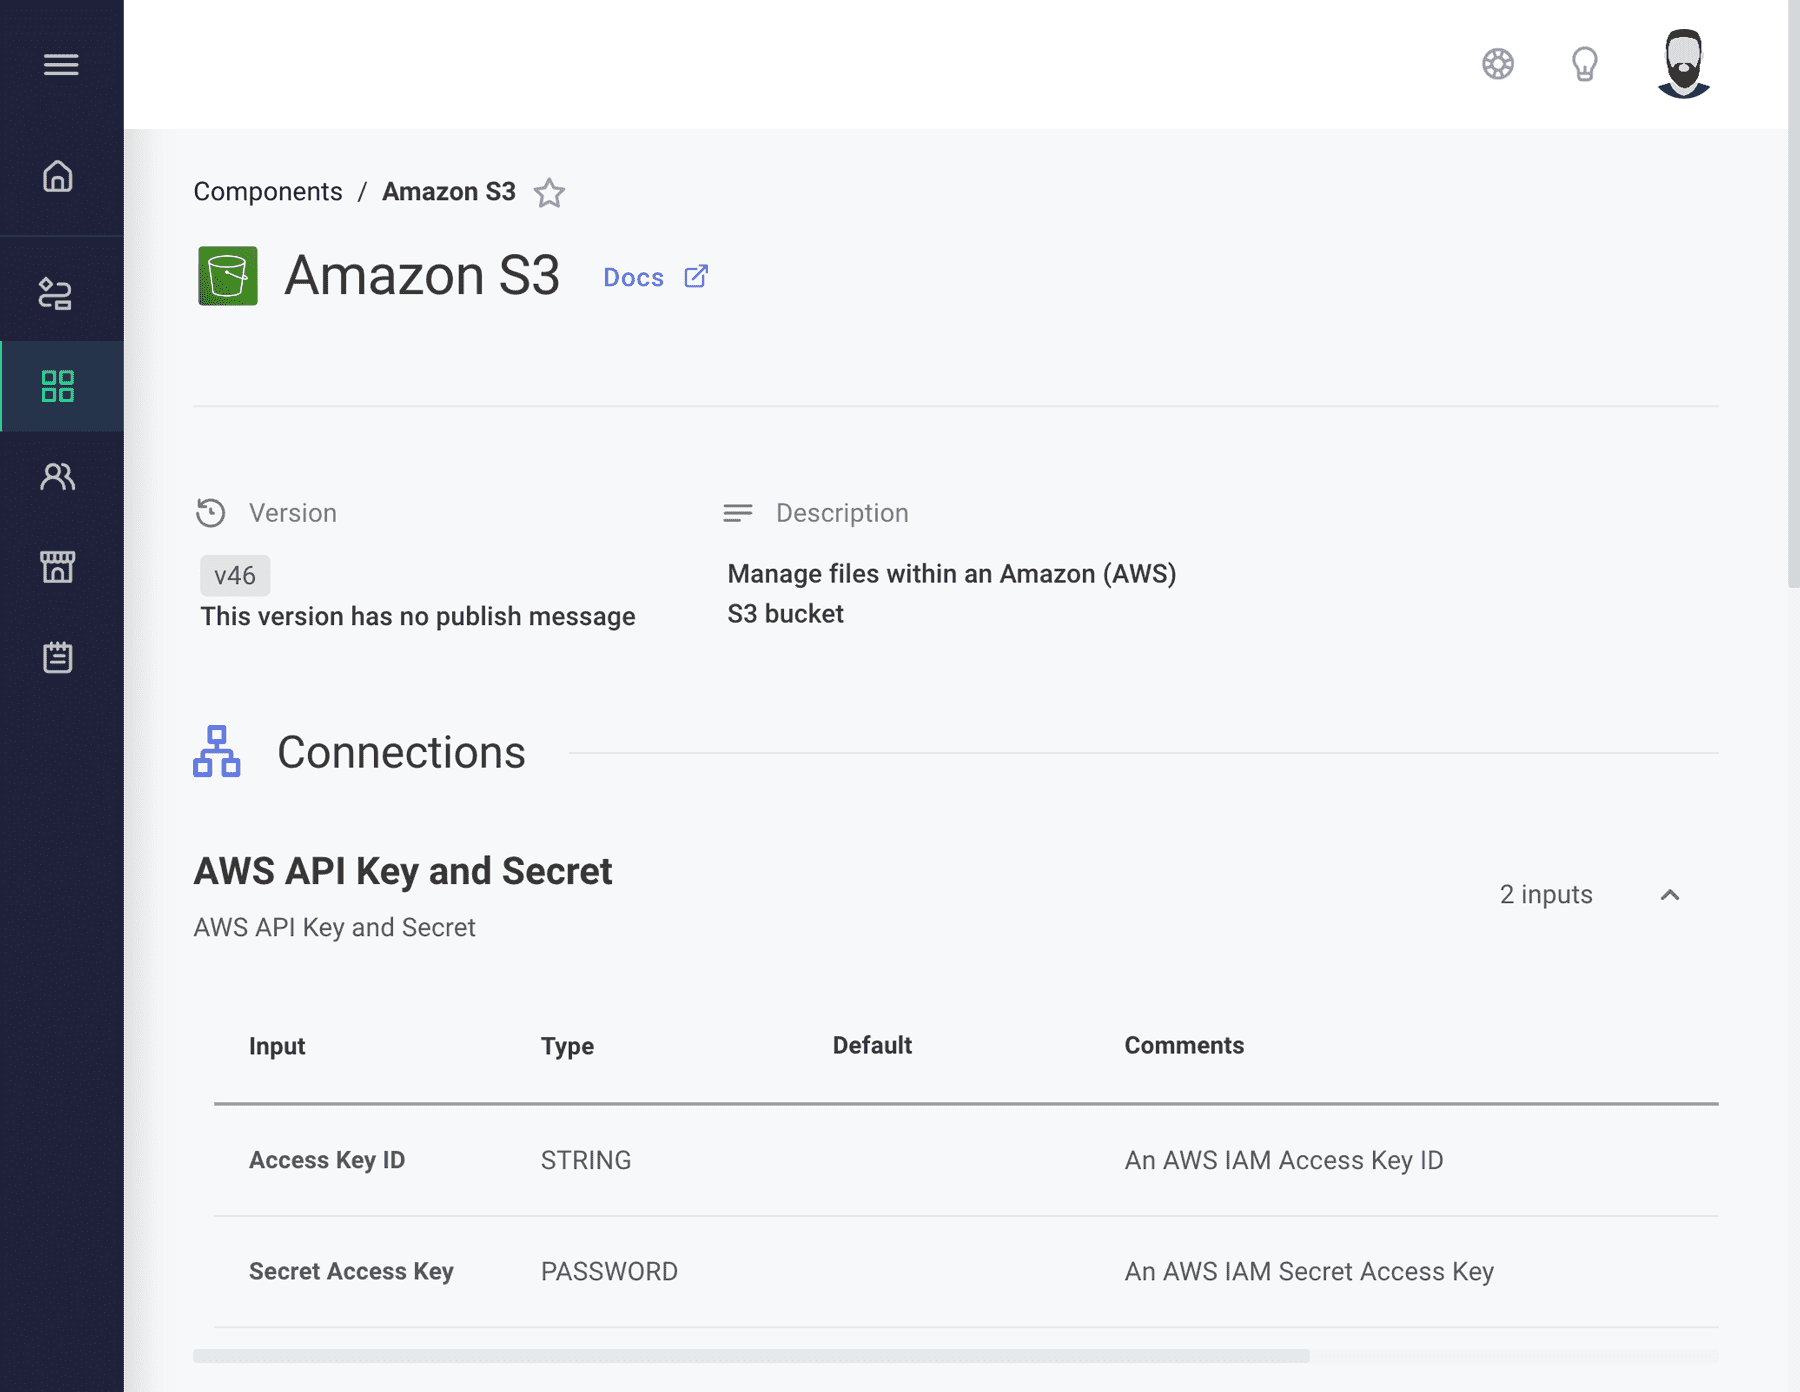 Components / Amazon S3
Amazon S3 Docs
Version
v46
This version has no publish message
Description
Manage files within an Amazon (AWS)
S3 bucket
Connections
AWS API Key and Secret
AWS API Key and Secret
2 inputs
Input Type Default Comments
Access Key ID STRING An AWS IAM Access Key ID
Secret Access Key PASSWORD An AWS IAM Secret Access Key